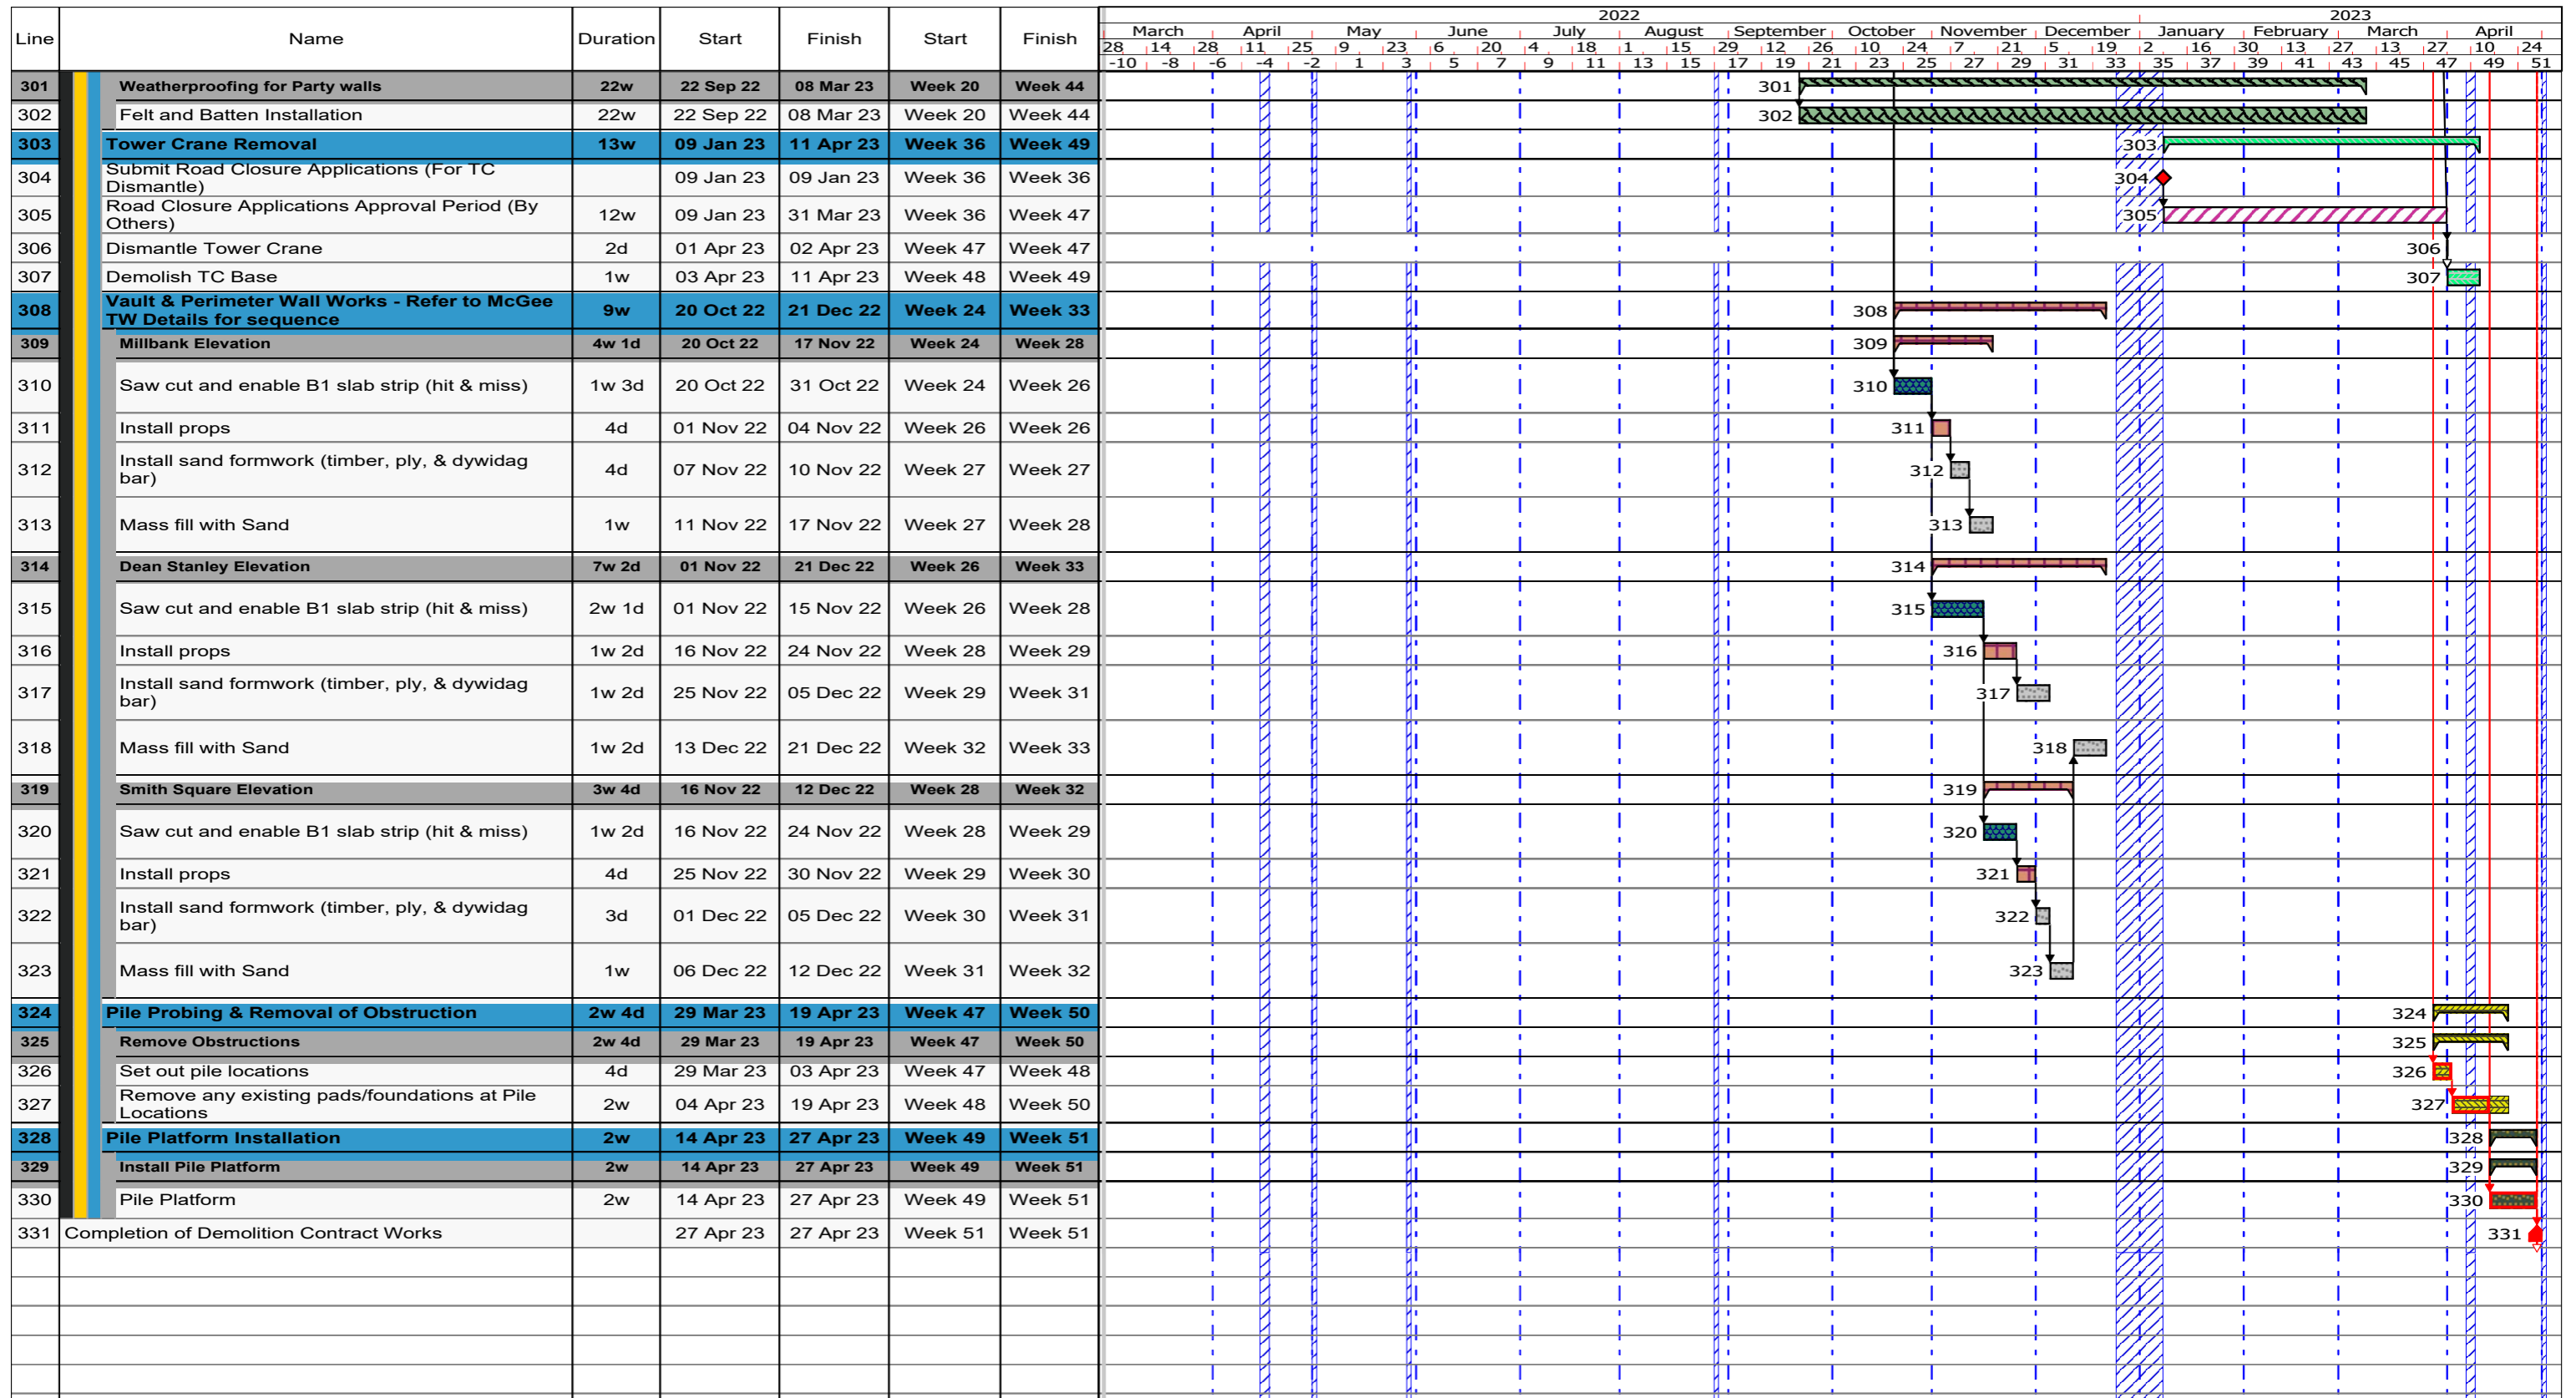 2022 2023
Line Name Duration Start Finish Start Finish
March April May June July August September October November December January February March April
28 14 28 11 25 9 23 6 20 4 18 1 15 29 12 26 10 24 7 21 5 19 2 16 30 13 27 13 27 10 24
-10 -8 -6 -4 -2 1 3 5 7 9 11 13 15 17 19 21 23 25 27 29 31 33 35 37 39 41 43 45 47 49 51
301 Weatherproofing for Party walls 22w 22 Sep 22 08 Mar 23 Week 20 Week 44 301
302 Felt and Batten Installation 22w 22 Sep 22 08 Mar 23 Week 20 Week 44 302
303 Tower Crane Removal 13w 09 Jan 23 11 Apr 23 Week 36 Week 49 303
304 Submit Road Closure Applications (For TC
Dismantle) 09 Jan 23 09 Jan 23 Week 36 Week 36 304
305 Road Closure Applications Approval Period (By
Others) 12w 09 Jan 23 31 Mar 23 Week 36 Week 47 305
306 Dismantle Tower Crane 2d 01 Apr 23 02 Apr 23 Week 47 Week 47 306
307 Demolish TC Base 1w 03 Apr 23 11 Apr 23 Week 48 Week 49 307
308 Vault & Perimeter Wall Works - Refer to McGee
TW Details for sequence 9w 20 Oct 22 21 Dec 22 Week 24 Week 33 308
309 Millbank Elevation 4w 1d 20 Oct 22 17 Nov 22 Week 24 Week 28 309
310 Saw cut and enable B1 slab strip (hit & miss) 1w 3d 20 Oct 22 31 Oct 22 Week 24 Week 26 310
311 Install props 4d 01 Nov 22 04 Nov 22 Week 26 Week 26 311
312 Install sand formwork (timber, ply, & dywidag
bar) 4d 07 Nov 22 10 Nov 22 Week 27 Week 27 312
313 Mass fill with Sand 1w 11 Nov 22 17 Nov 22 Week 27 Week 28 313
314 Dean Stanley Elevation 7w 2d 01 Nov 22 21 Dec 22 Week 26 Week 33 314
315 Saw cut and enable B1 slab strip (hit & miss) 2w 1d 01 Nov 22 15 Nov 22 Week 26 Week 28 315
316 Install props 1w 2d 16 Nov 22 24 Nov 22 Week 28 Week 29 316
317 Install sand formwork (timber, ply, & dywidag
bar) 1w 2d 25 Nov 22 05 Dec 22 Week 29 Week 31 317
318 Mass fill with Sand 1w 2d 13 Dec 22 21 Dec 22 Week 32 Week 33 318
319 Smith Square Elevation 3w 4d 16 Nov 22 12 Dec 22 Week 28 Week 32 319
320 Saw cut and enable B1 slab strip (hit & miss) 1w 2d 16 Nov 22 24 Nov 22 Week 28 Week 29 320
321 Install props 4d 25 Nov 22 30 Nov 22 Week 29 Week 30 321
322 Install sand formwork (timber, ply, & dywidag
bar) 3d 01 Dec 22 05 Dec 22 Week 30 Week 31 322
323 Mass fill with Sand 1w 06 Dec 22 12 Dec 22 Week 31 Week 32 323
324 Pile Probing & Removal of Obstruction 2w 4d 29 Mar 23 19 Apr 23 Week 47 Week 50 324
325 Remove Obstructions 2w 4d 29 Mar 23 19 Apr 23 Week 47 Week 50 325
326 Set out pile locations 4d 29 Mar 23 03 Apr 23 Week 47 Week 48 326
327 Remove any existing pads/foundations at Pile
Locations 2w 04 Apr 23 19 Apr 23 Week 48 Week 50 327
328 Pile Platform Installation 2w 14 Apr 23 27 Apr 23 Week 49 Week 51 328
329 Install Pile Platform 2w 14 Apr 23 27 Apr 23 Week 49 Week 51 329
330 Pile Platform 2w 14 Apr 23 27 Apr 23 Week 49 Week 51 330
331 Completion of Demolition Contract Works 27 Apr 23 27 Apr 23 Week 51 Week 51 331